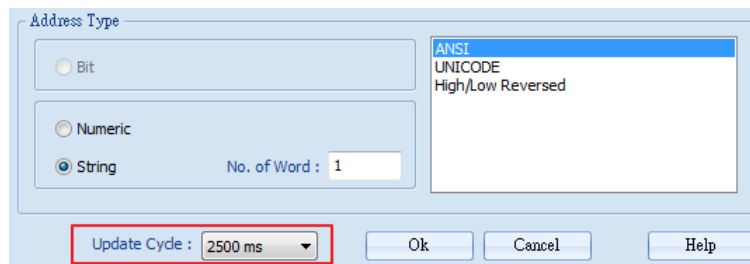 Address Type
Bit
ANSI
UNICODE
High/Low Reversed
Numeric
String No. of Word : 1
Update Cycle : 2500 ms Ok Cancel Help